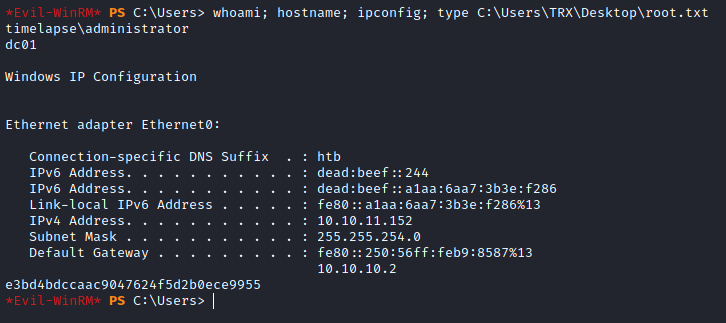 *Evil-WinRM* PS C:\Users> whoami; hostname; ipconfig; type C:\Users\TRX\Desktop\root.txt
timelapse\administrator
dc01
Windows IP Configuration
Ethernet adapter Ethernet0:
Connection-specific DNS Suffix . : htb
IPv6 Address. . . . . . . . . . . : dead:beef::244
IPv6 Address. . . . . . . . . . . : dead:beef::a1aa:6aa7:3b3e:f286
Link-local IPv6 Address . . . . . : fe80::a1aa:6aa7:3b3e:f286%13
IPv4 Address. . . . . . . . . . . : 10.10.11.152
Subnet Mask . . . . . . . . . . . : 255.255.254.0
Default Gateway . . . . . . . . . : fe80::250:56ff:feb9:8587%13
10.10.10.2
e3bd4bdccaac9047624f5d2b0ece9955
*Evil-WinRM* PS C:\Users>